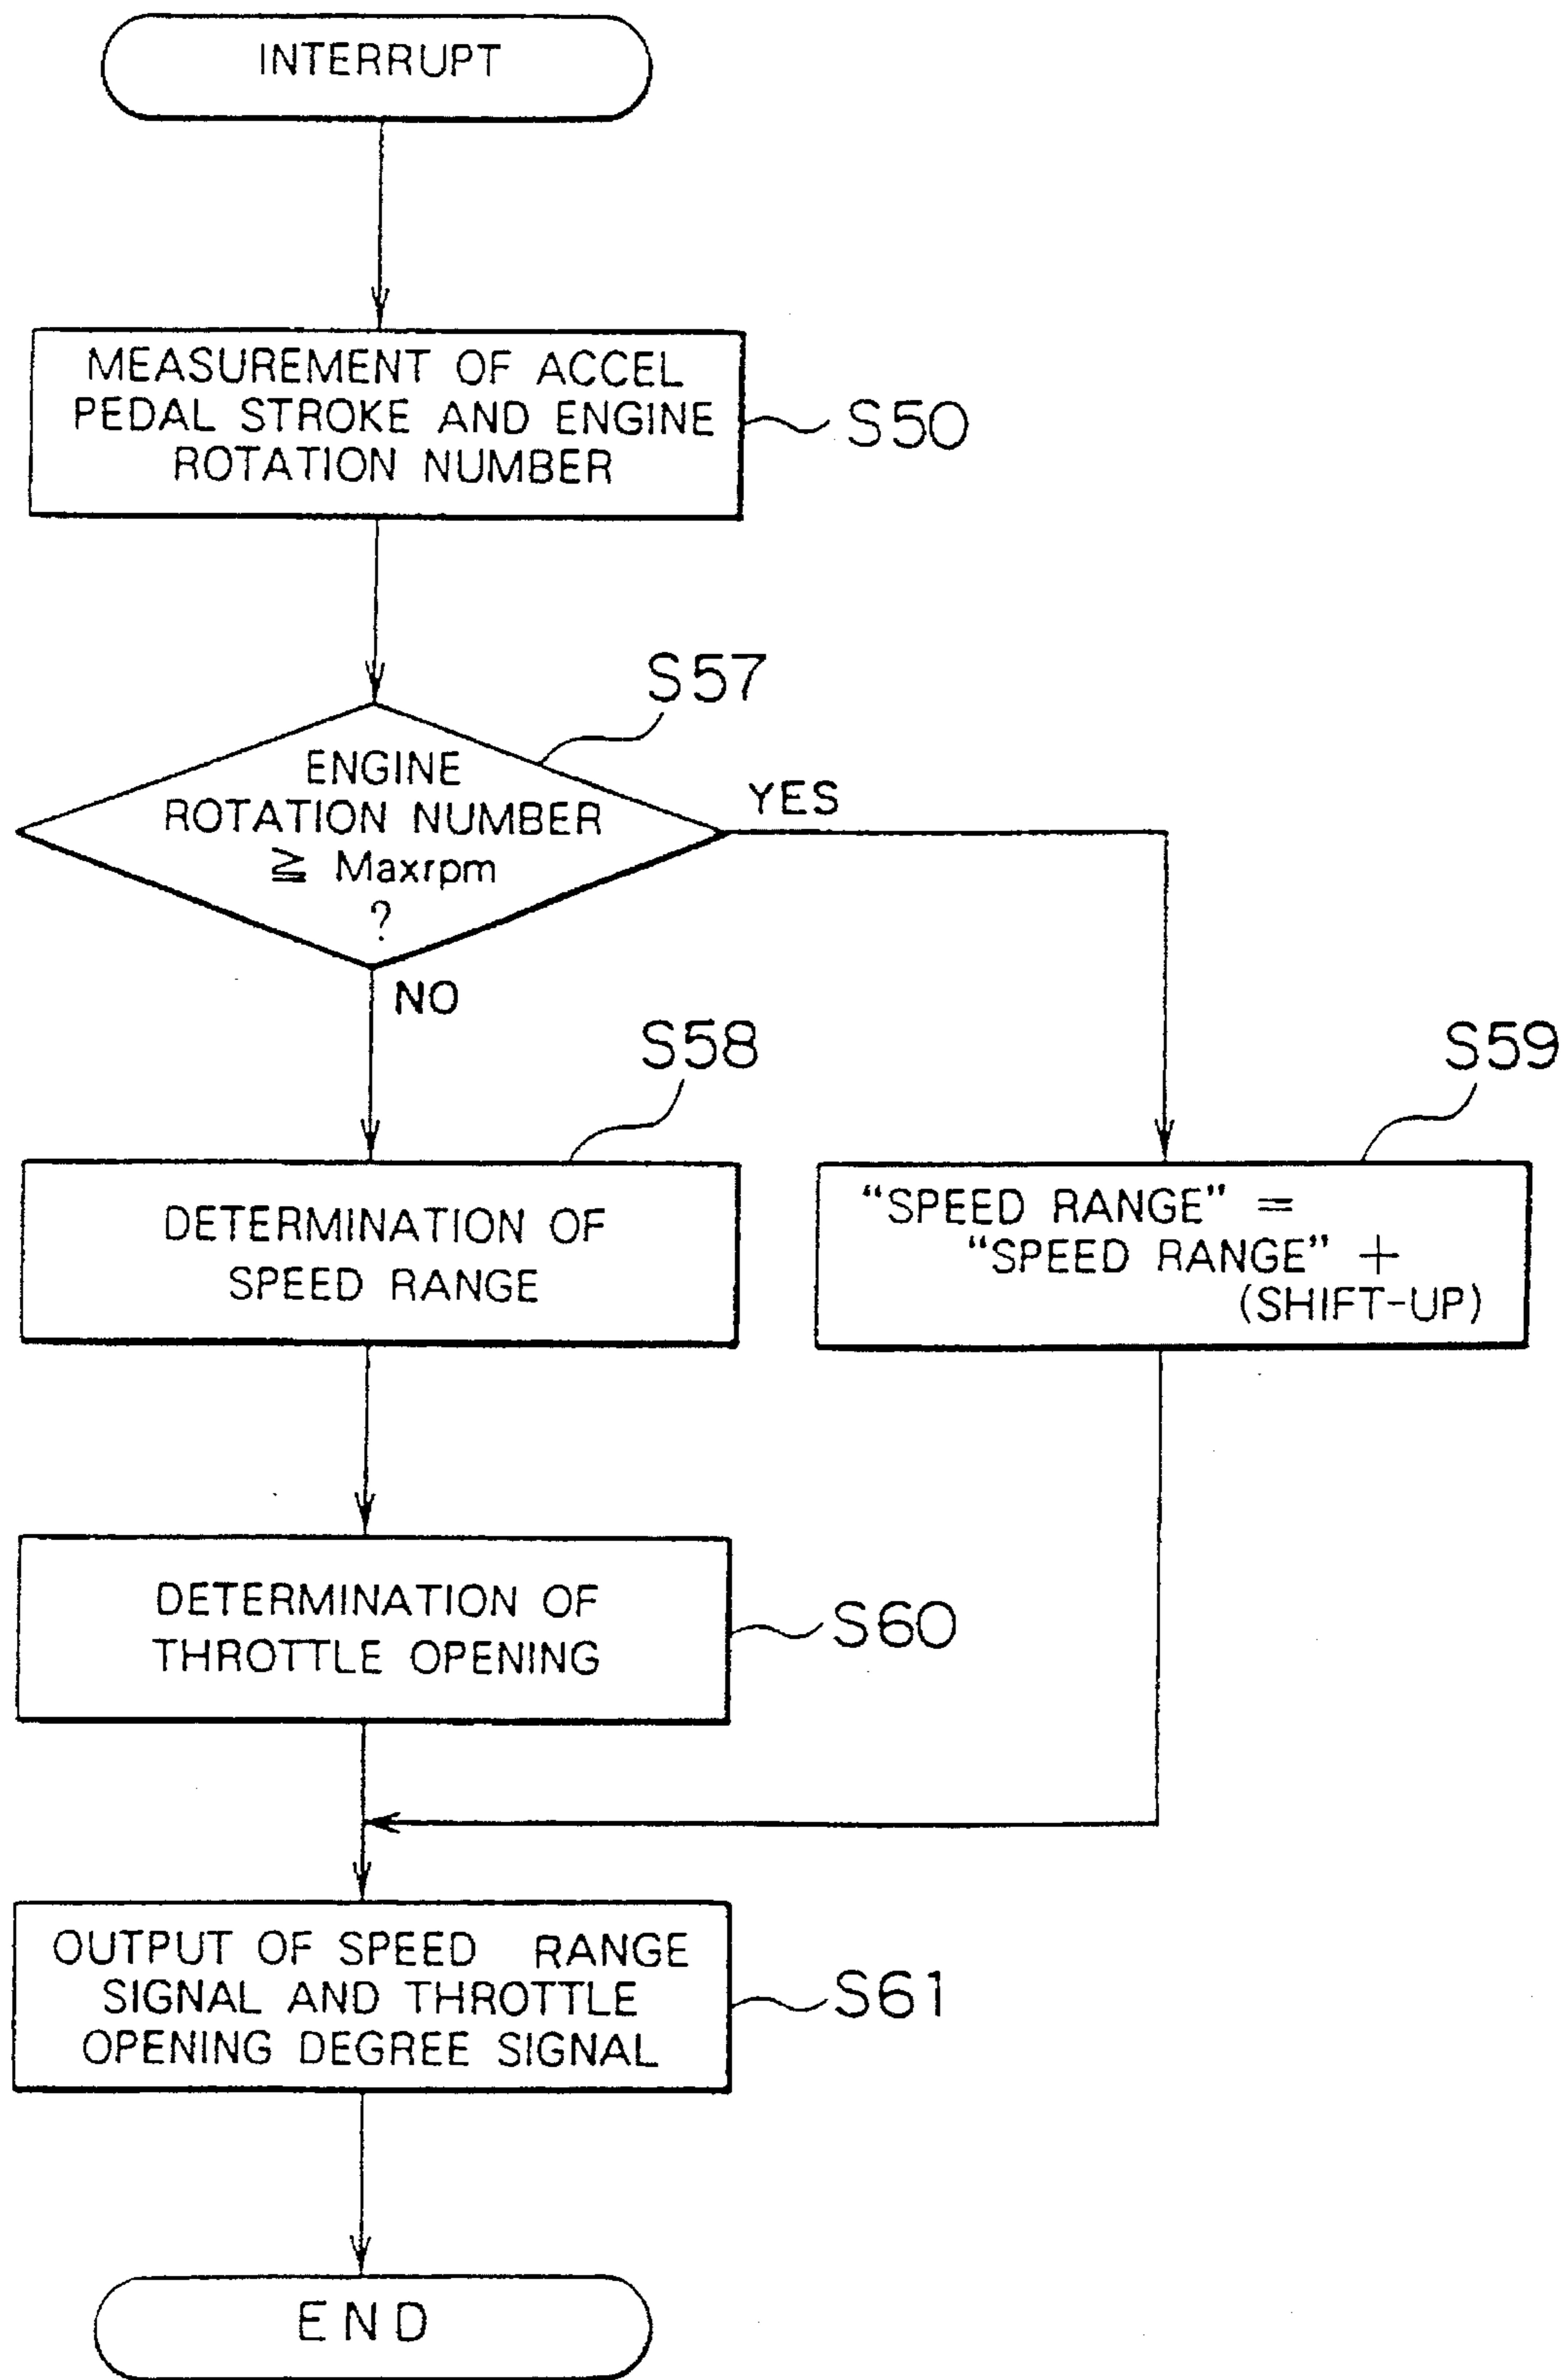 INTERRUPT
MEASUREMENT OF ACCEL
PEDAL STROKE AND ENGINE
ROTATION NUMBER
S50
S57
ENGINE
ROTATION NUMBER
≧ Maxrpm
?
YES
NO
S58
S59
DETERMINATION OF
SPEED RANGE
“SPEED RANGE” =
“SPEED RANGE” +
(SHIFT-UP)
DETERMINATION OF
THROTTLE OPENING
S60
OUTPUT OF SPEED RANGE
SIGNAL AND THROTTLE
OPENING DEGREE SIGNAL
S61
END